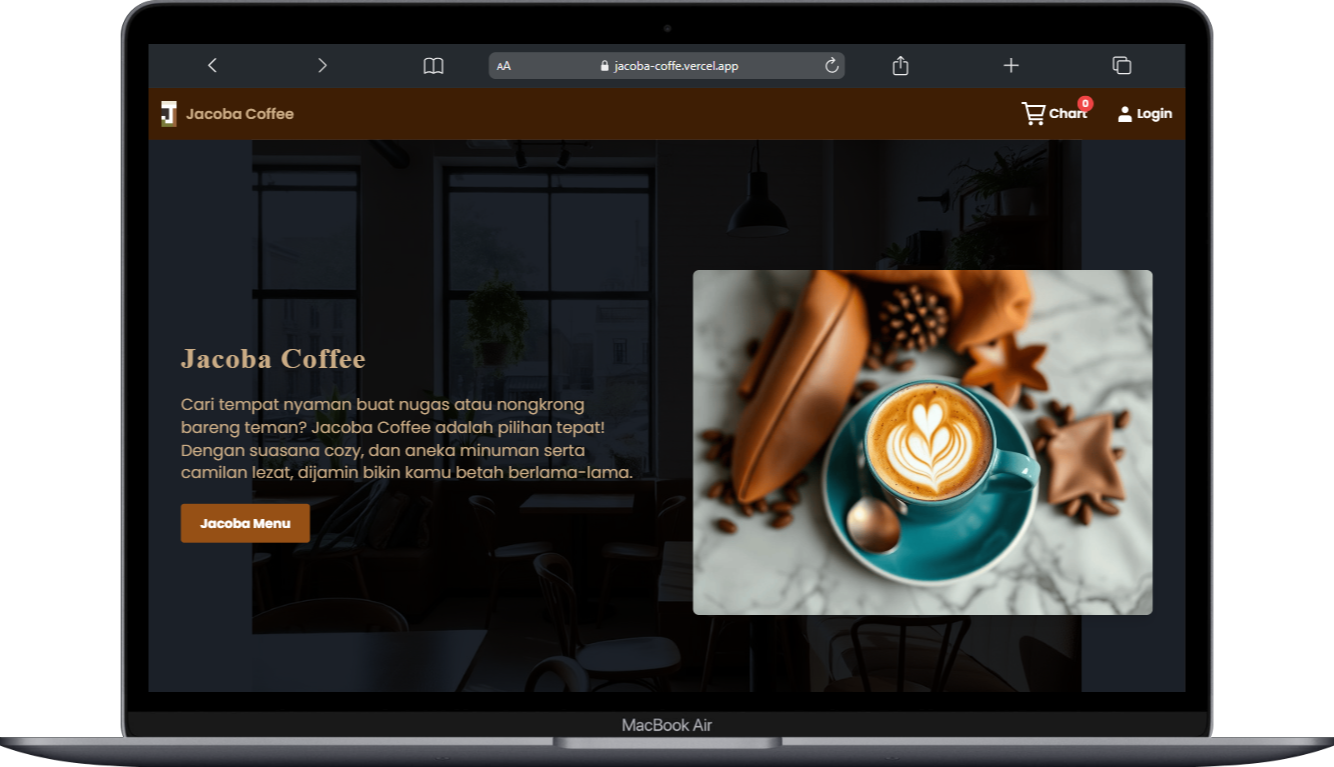 AA
jacoba-coffe.vercel.app
J Jacoba Coffee
Chart
0
Login
Jacoba Coffee
Cari tempat nyaman buat nugas atau nongkrong
bareng teman? Jacoba Coffee adalah pilihan tepat!
Dengan suasana cozy, dan aneka minuman serta
camilan lezat, dijamin bikin kamu betah berlama-lama.
Jacoba Menu
MacBook Air